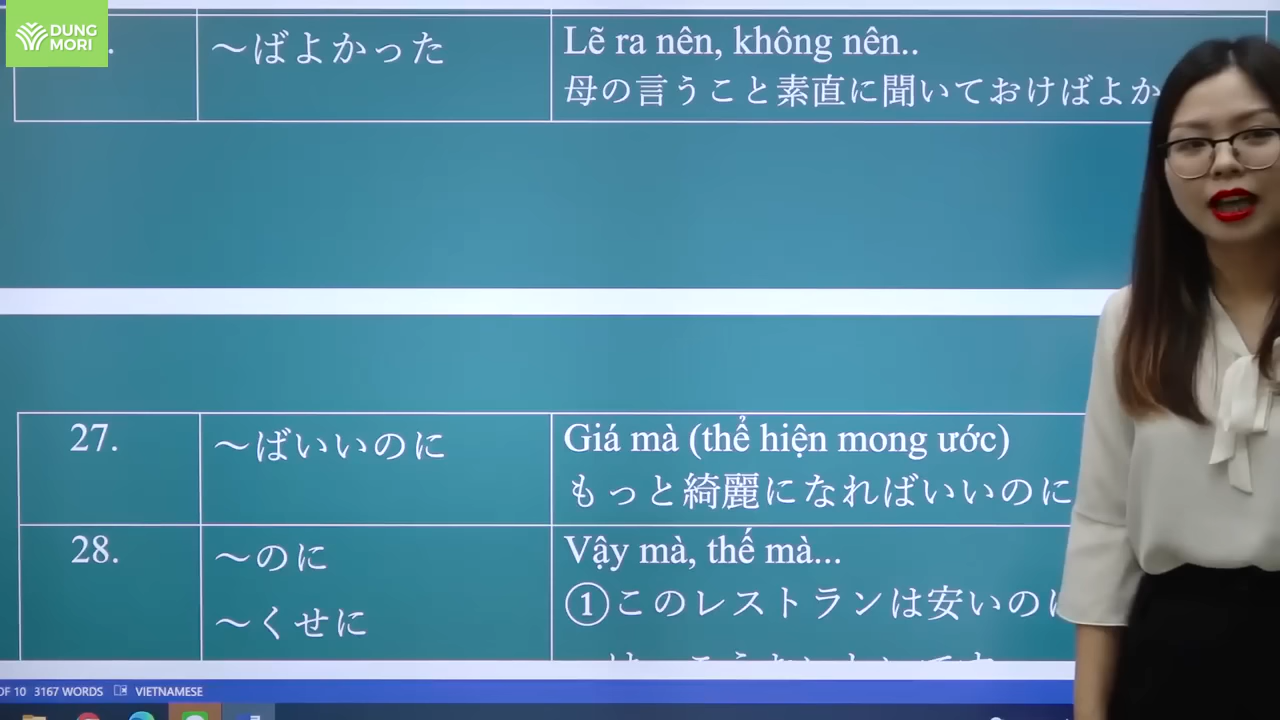 DUNG
MORI
～ばよかった
Lẽ ra nên, không nên..
母の言うこと素直に聞いておけばよか
27.
～ばいいのに
Giá mà (thể hiện mong ước)
もっと綺麗になればいいのに
28.
～のに
～くせに
Vậy mà, thế mà...
①このレストランは安いのに
OF 10 3167 WORDS VIETNAMESE